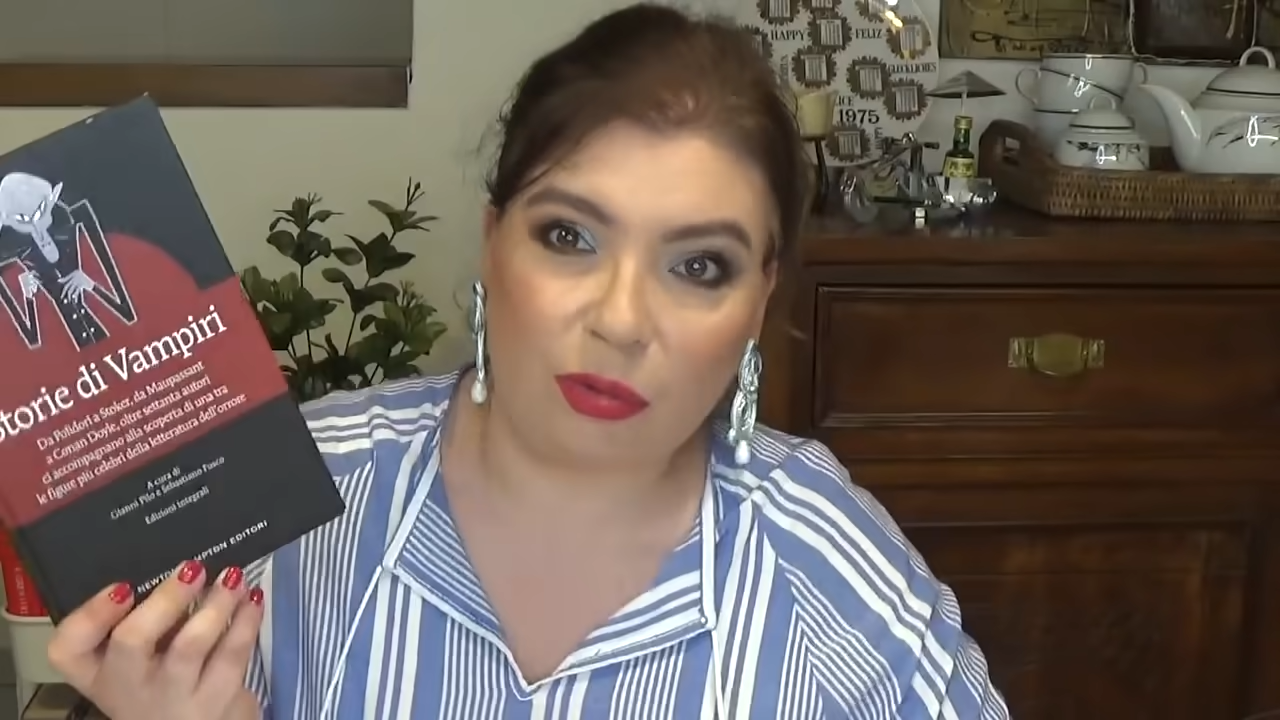 Storie di Vampiri
Da Polidori a Stoker, da Maupassant
a Conan Doyle, oltre settanta autori
ci accompagnano alla scoperta di una tra
le figure più celebri della letteratura dell'orrore
A cura di
Gianni Pilo e Sebastiano Fusco
Edizioni integrali
NEWTON COMPTON EDITORI
HAPPY
FELIZ
GLÜCKLICHES
1975